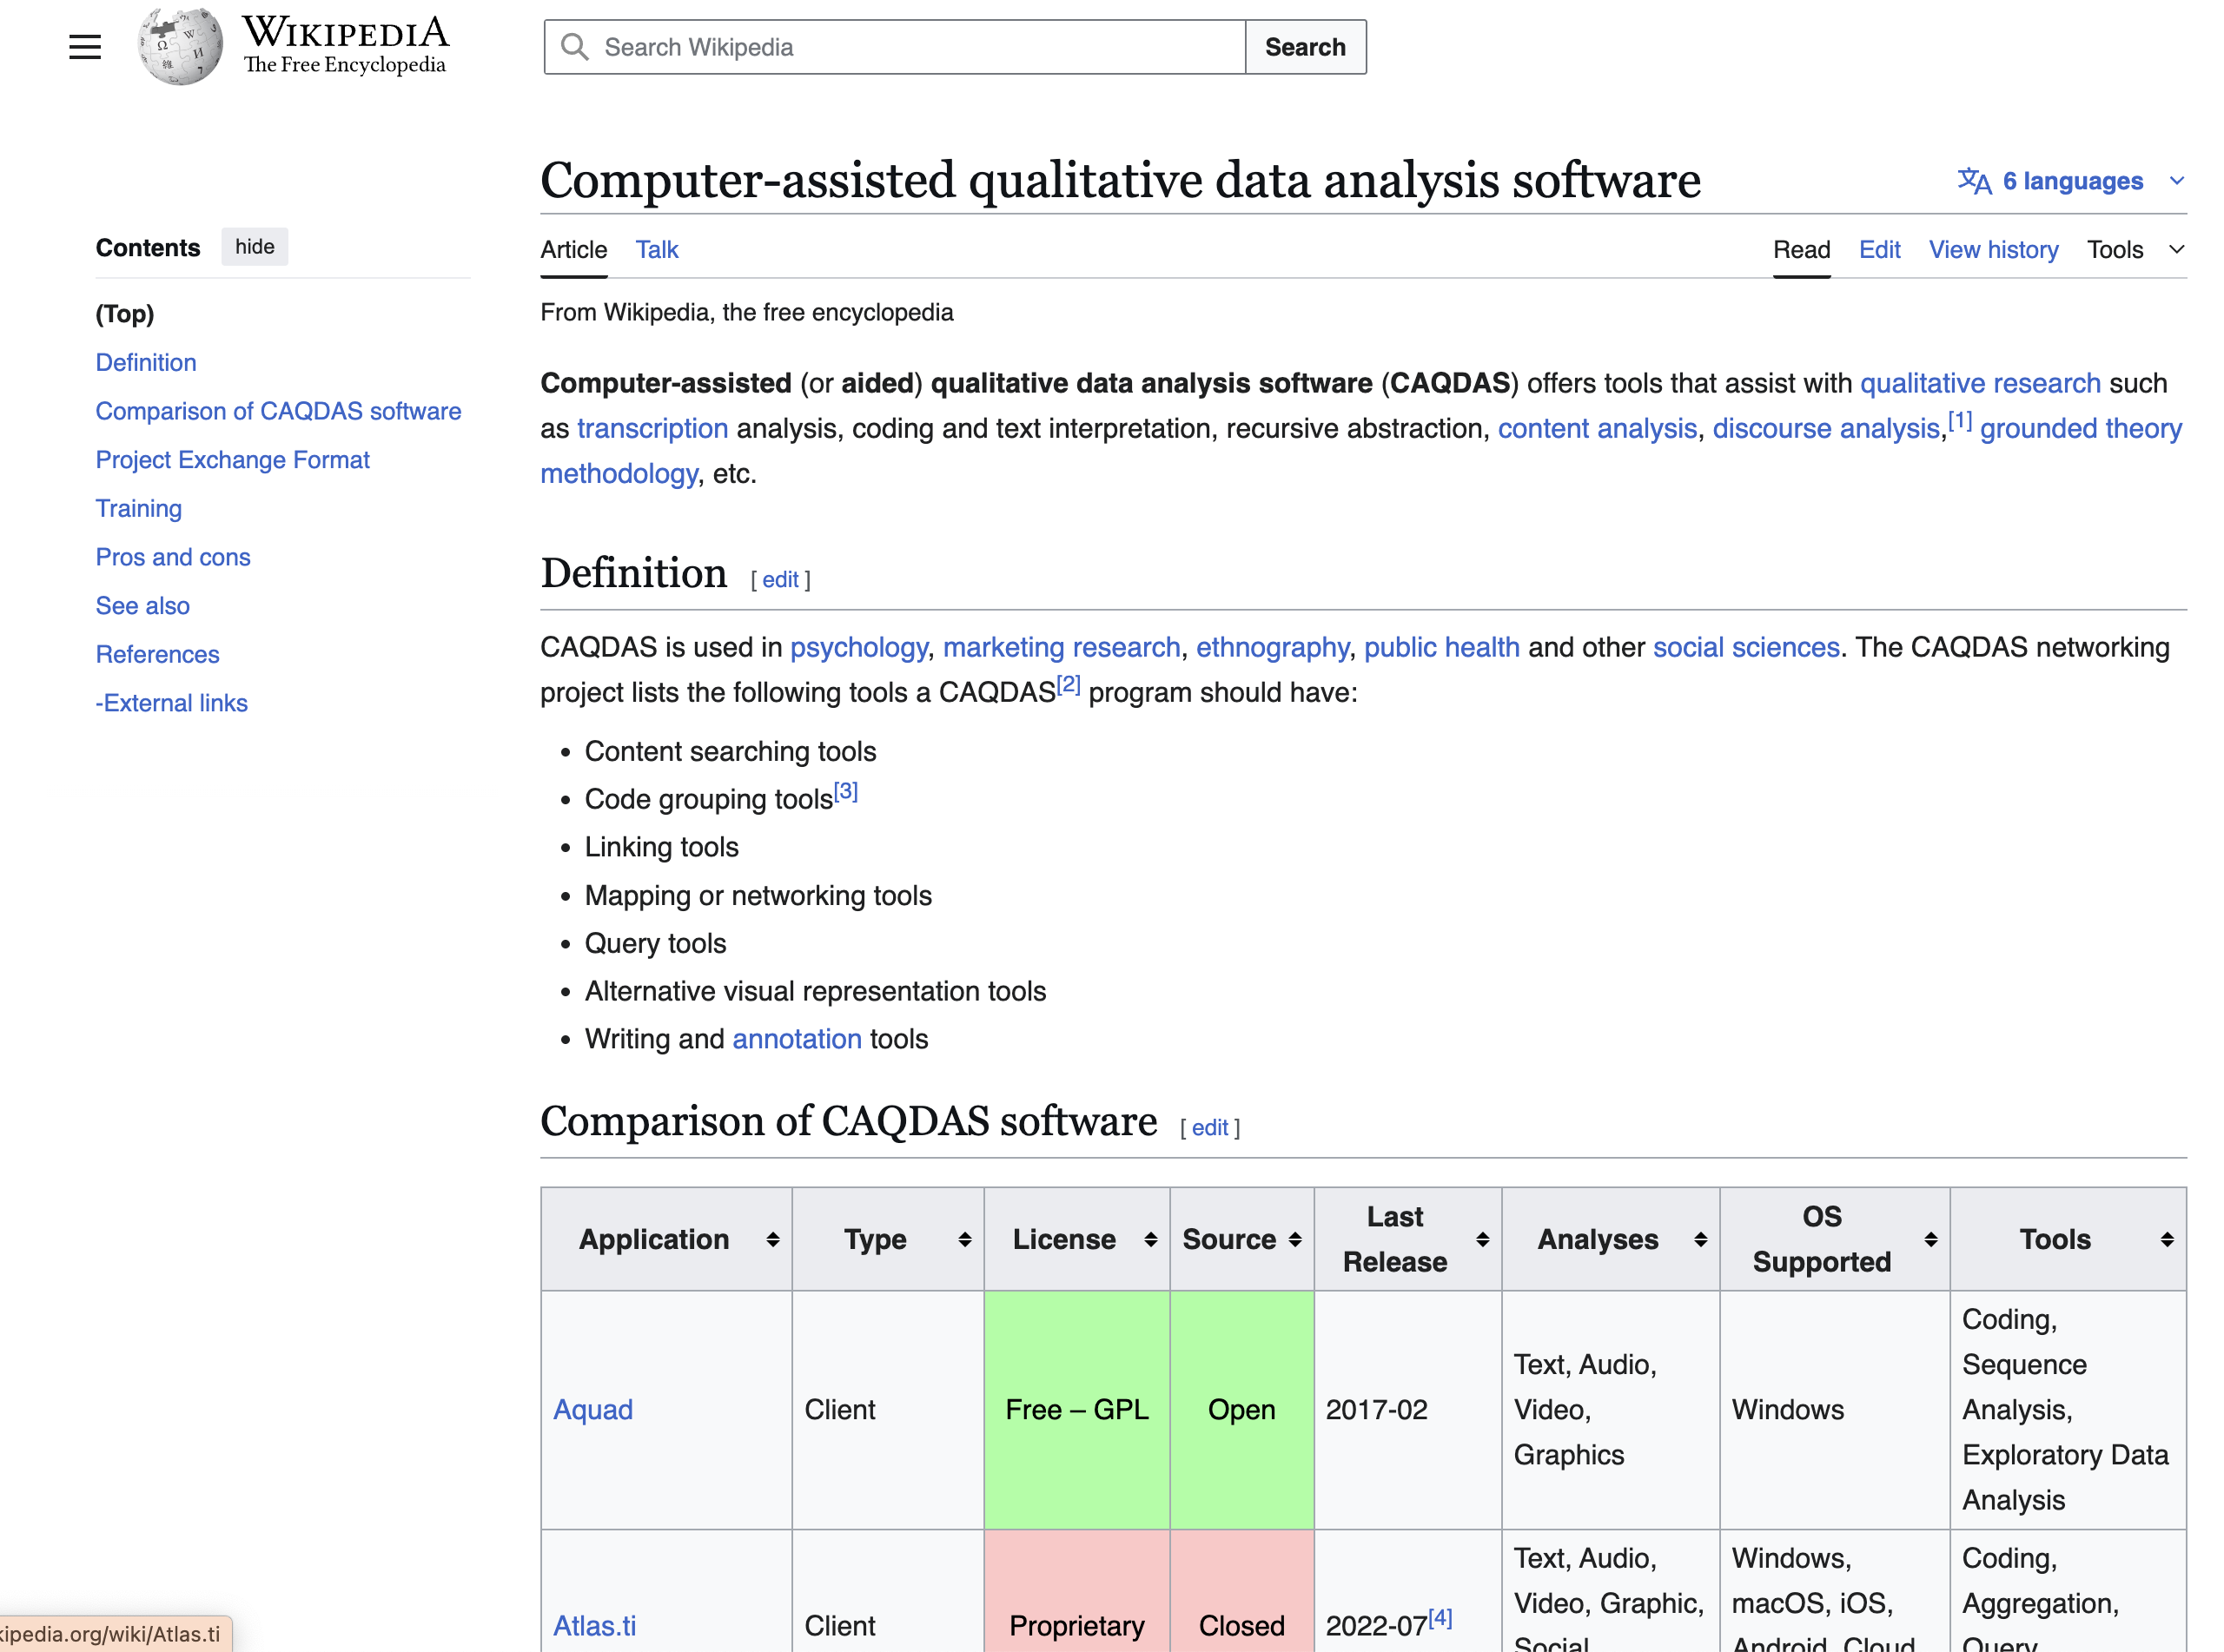 WIKIPEDIA
The Free Encyclopedia
Search Wikipedia
Search
Computer-assisted qualitative data analysis software
6 languages
Contents hide
(Top)
Definition
Comparison of CAQDAS software
Project Exchange Format
Training
Pros and cons
See also
References
-External links
Article Talk
Read Edit View history Tools
From Wikipedia, the free encyclopedia
Computer-assisted (or aided) qualitative data analysis software (CAQDAS) offers tools that assist with qualitative research such
as transcription analysis, coding and text interpretation, recursive abstraction, content analysis, discourse analysis,[1] grounded theory
methodology, etc.
Definition [ edit ]
CAQDAS is used in psychology, marketing research, ethnography, public health and other social sciences. The CAQDAS networking
project lists the following tools a CAQDAS[2] program should have:
• Content searching tools
• Code grouping tools[3]
• Linking tools
• Mapping or networking tools
• Query tools
• Alternative visual representation tools
• Writing and annotation tools
Comparison of CAQDAS software [ edit ]
Application
Type
License
Source
Last
Release
Analyses
OS
Supported
Tools
Aquad
Client
Free – GPL
Open
2017-02
Text, Audio,
Video,
Graphics
Windows
Coding,
Sequence
Analysis,
Exploratory Data
Analysis
Atlas.ti
Client
Proprietary
Closed
2022-07[4]
Text, Audio,
Video, Graphic,
Social
Windows,
macOS, iOS,
Android, Cloud
Coding,
Aggregation,
Query
kipedia.org/wiki/Atlas.ti